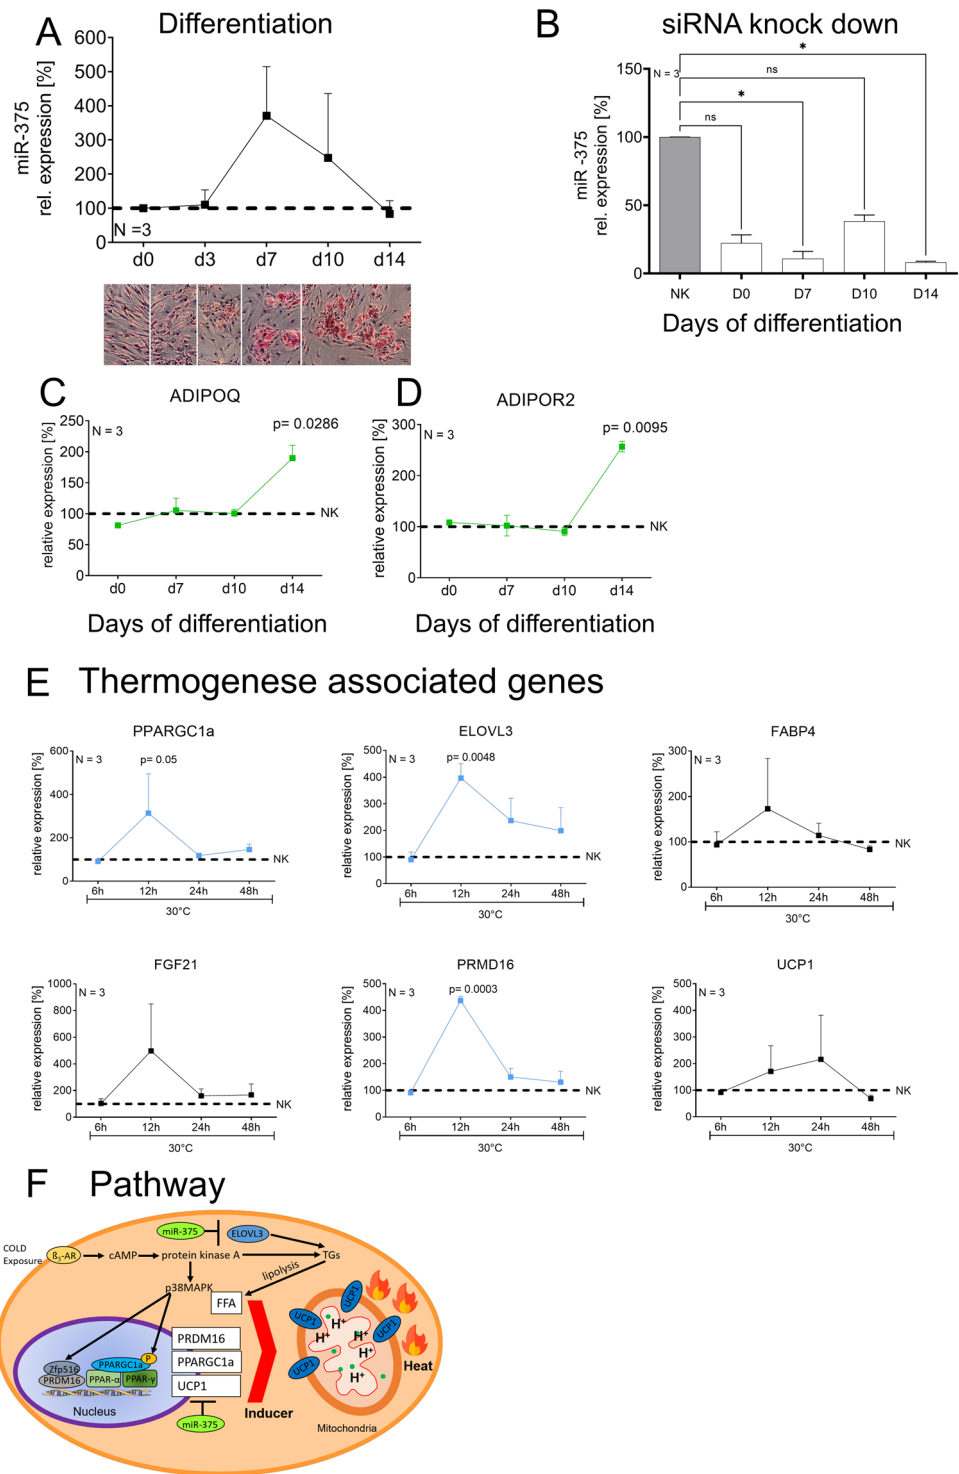 A
Differentiation
miR-375
rel. expression [%]
600
500
400
300
200
100
0
N =3
d0 d3 d7 d10 d14
B
siRNA knock down
miR -375
rel. expression [%]
150
100
50
0
N = 3
*
ns
*
ns
NK D0 D7 D10 D14
Days of differentiation
C
ADIPOQ
relative expression [%]
250
200
150
100
50
0
N = 3
p= 0.0286
NK
d0 d7 d10 d14
Days of differentiation
D
ADIPOR2
relative expression [%]
300
200
100
0
N = 3
p= 0.0095
NK
d0 d7 d10 d14
Days of differentiation
E Thermogenese associated genes
PPARGC1a
relative expression [%]
600
400
200
0
N = 3
p= 0.05
NK
6h 12h 24h 48h
30°C
ELOVL3
relative expression [%]
500
400
300
200
100
0
N = 3
p= 0.0048
NK
6h 12h 24h 48h
30°C
FABP4
relative expression [%]
300
200
100
0
N = 3
NK
6h 12h 24h 48h
30°C
FGF21
relative expression [%]
1000
800
600
400
200
0
N = 3
NK
6h 12h 24h 48h
30°C
PRMD16
relative expression [%]
500
400
300
200
100
0
N = 3
p= 0.0003
NK
6h 12h 24h 48h
30°C
UCP1
relative expression [%]
500
400
300
200
100
0
N = 3
NK
6h 12h 24h 48h
30°C
F Pathway
COLD
Exposure
ß₃-AR
cAMP
protein kinase A
miR-375
ELOVL3
TGs
lipolysis
p38MAPK
FFA
PRDM16
PPARGC1a
UCP1
miR-375
Zfp516
PRDM16
PPARGC1a
P
PPAR-α
PPAR-γ
Nucleus
Inducer
UCP1
UCP1
UCP1
UCP1
H⁺
H⁺
H⁺
H⁺
Heat
Mitochondria